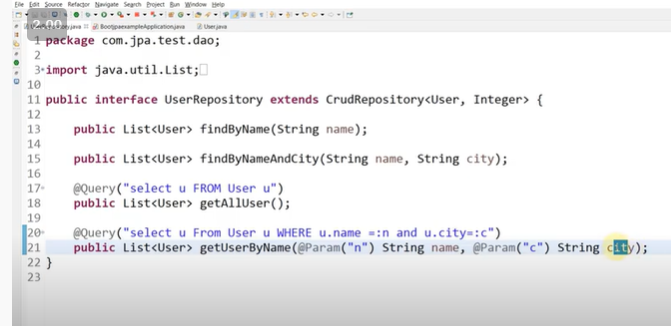 File Edit Source Refactor Navigate Search Project Run Window Help
2.00
ory.java BootjpaexampleApplication.java User.java
1 package com.jpa.test.dao;
2
3 import java.util.List;
10
11 public interface UserRepository extends CrudRepository<User, Integer> {
12
13 public List<User> findByName(String name);
14
15 public List<User> findByNameAndCity(String name, String city);
16
17 @Query("select u FROM User u")
18 public List<User> getAllUser();
19
20 @Query("select u From User u WHERE u.name =:n and u.city=:c")
21 public List<User> getUserByName(@Param("n") String name, @Param("c") String city);
22 }
23